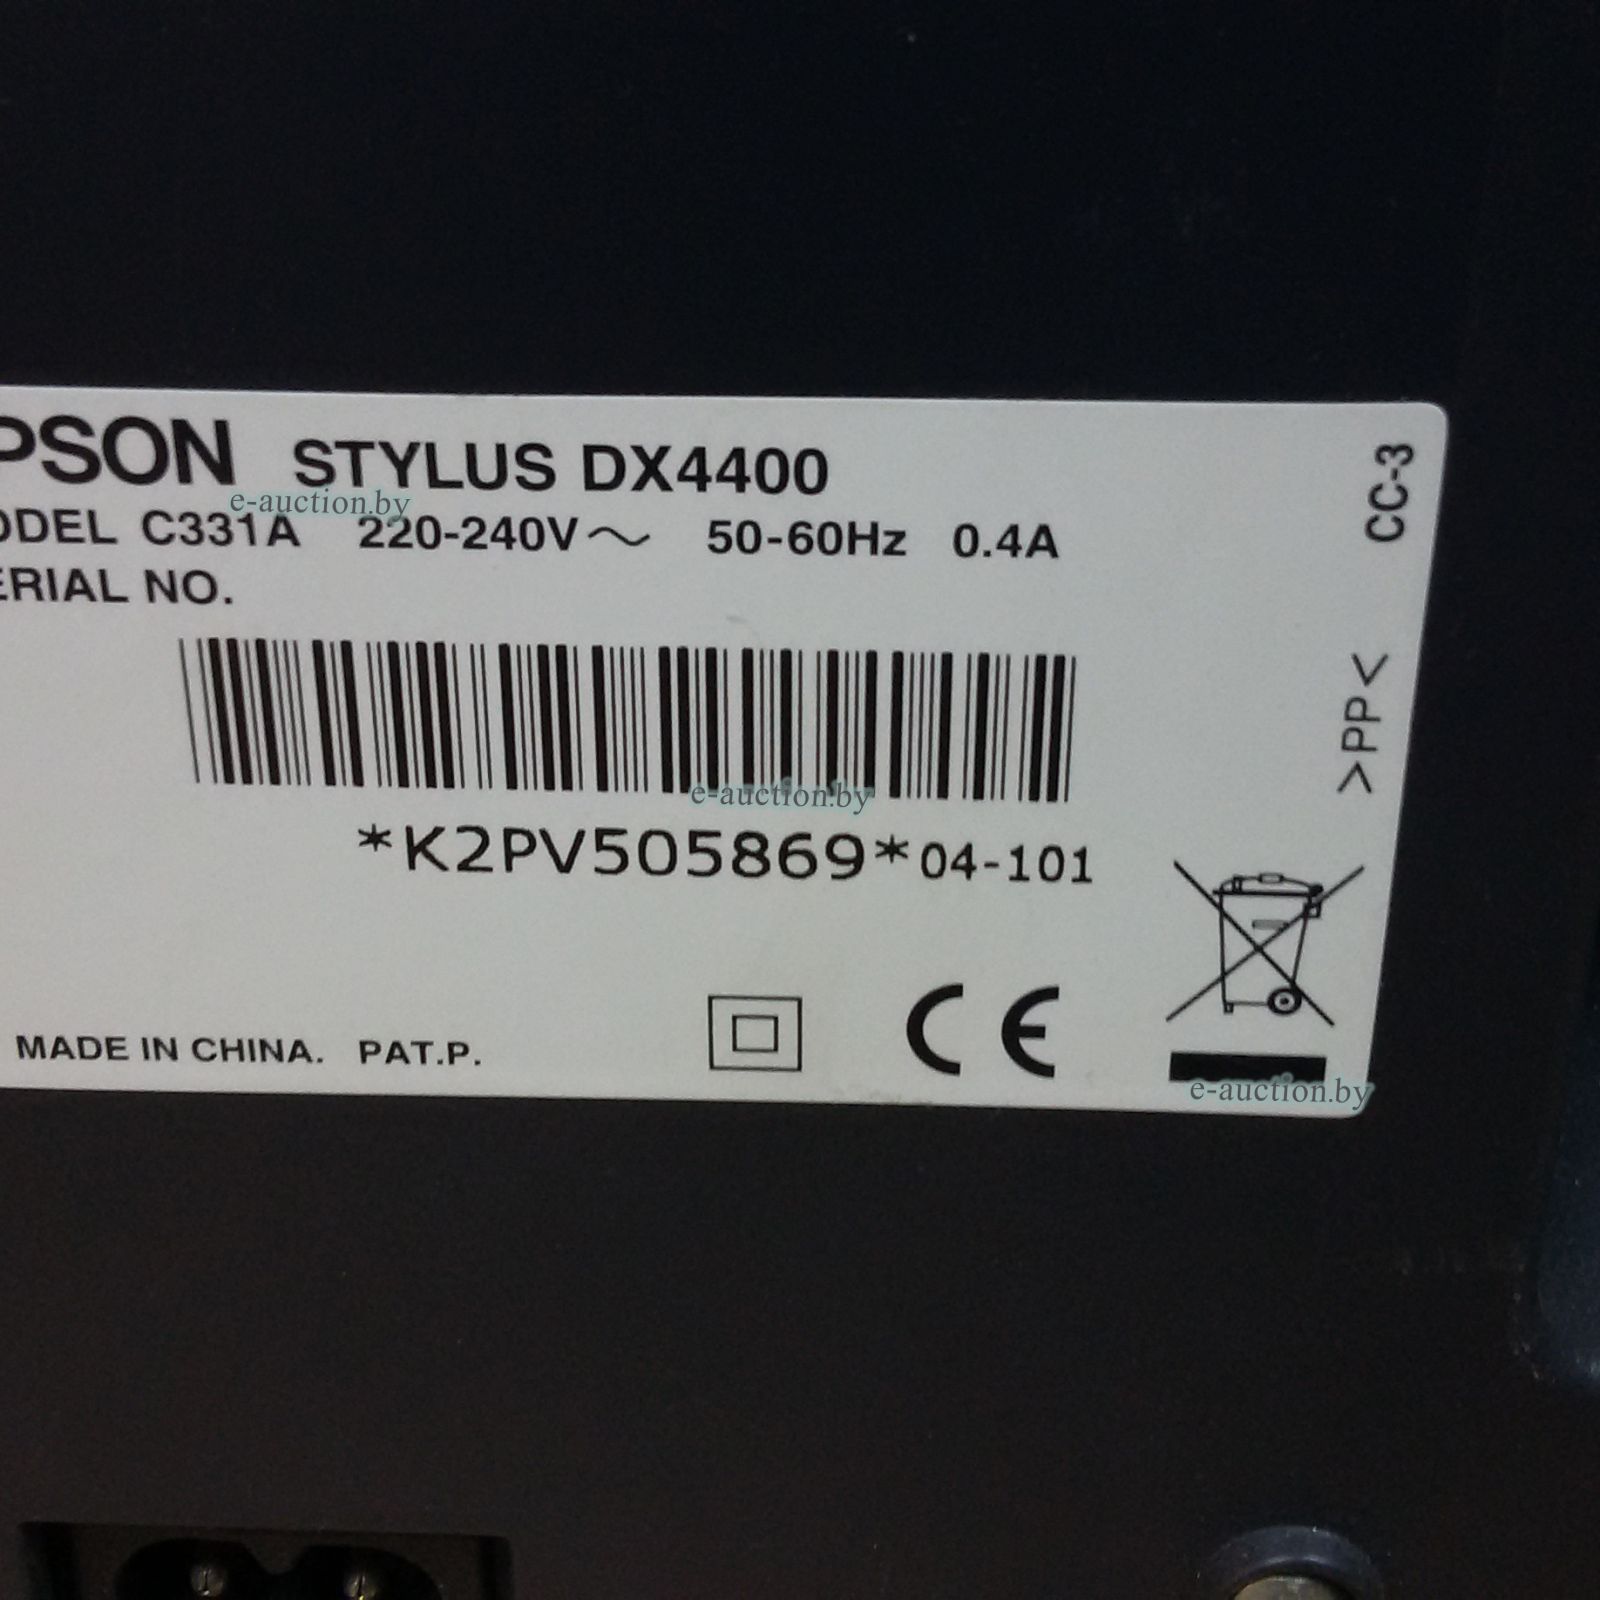 PSON STYLUS DX4400
ODEL C331A 220-240V~ 50-60Hz 0.4A
ERIAL NO.
*K2PV505869*04-101
MADE IN CHINA. PAT.P.
CE
CC-3
>PP<
e-auction.by
e-auction.by
e-auction.by